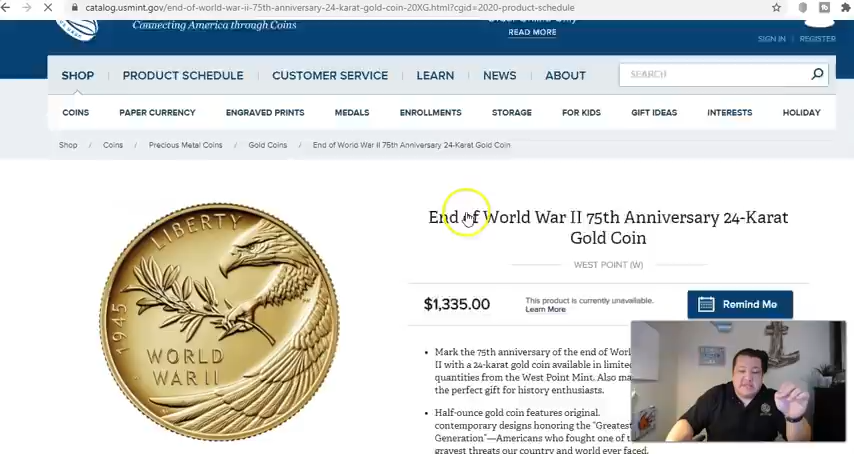 catalog.usmint.gov/end-of-world-war-ii-75th-anniversary-24-karat-gold-coin-20XG.html?cgid=2020-product-schedule
Connecting America through Coins
READ MORE
SIGN IN | REGISTER
SHOP PRODUCT SCHEDULE CUSTOMER SERVICE LEARN NEWS ABOUT SEARCH
COINS PAPER CURRENCY ENGRAVED PRINTS MEDALS ENROLLMENTS STORAGE FOR KIDS GIFT IDEAS INTERESTS HOLIDAY
Shop / Coins / Precious Metal Coins / Gold Coins / End of World War II 75th Anniversary 24-Karat Gold Coin
LIBERTY
1945
WORLD
WAR II
End of World War II 75th Anniversary 24-Karat
Gold Coin
WEST POINT (W)
$1,335.00
This product is currently unavailable.
Learn More
Remind Me
Mark the 75th anniversary of the end of Worl
II with a 24-karat gold coin available in limite
quantities from the West Point Mint. Also ma
the perfect gift for history enthusiasts.
Half-ounce gold coin features original,
contemporary designs honoring the "Greates
Generation"—Americans who fought one of t
gravest threats our country and world ever faced.